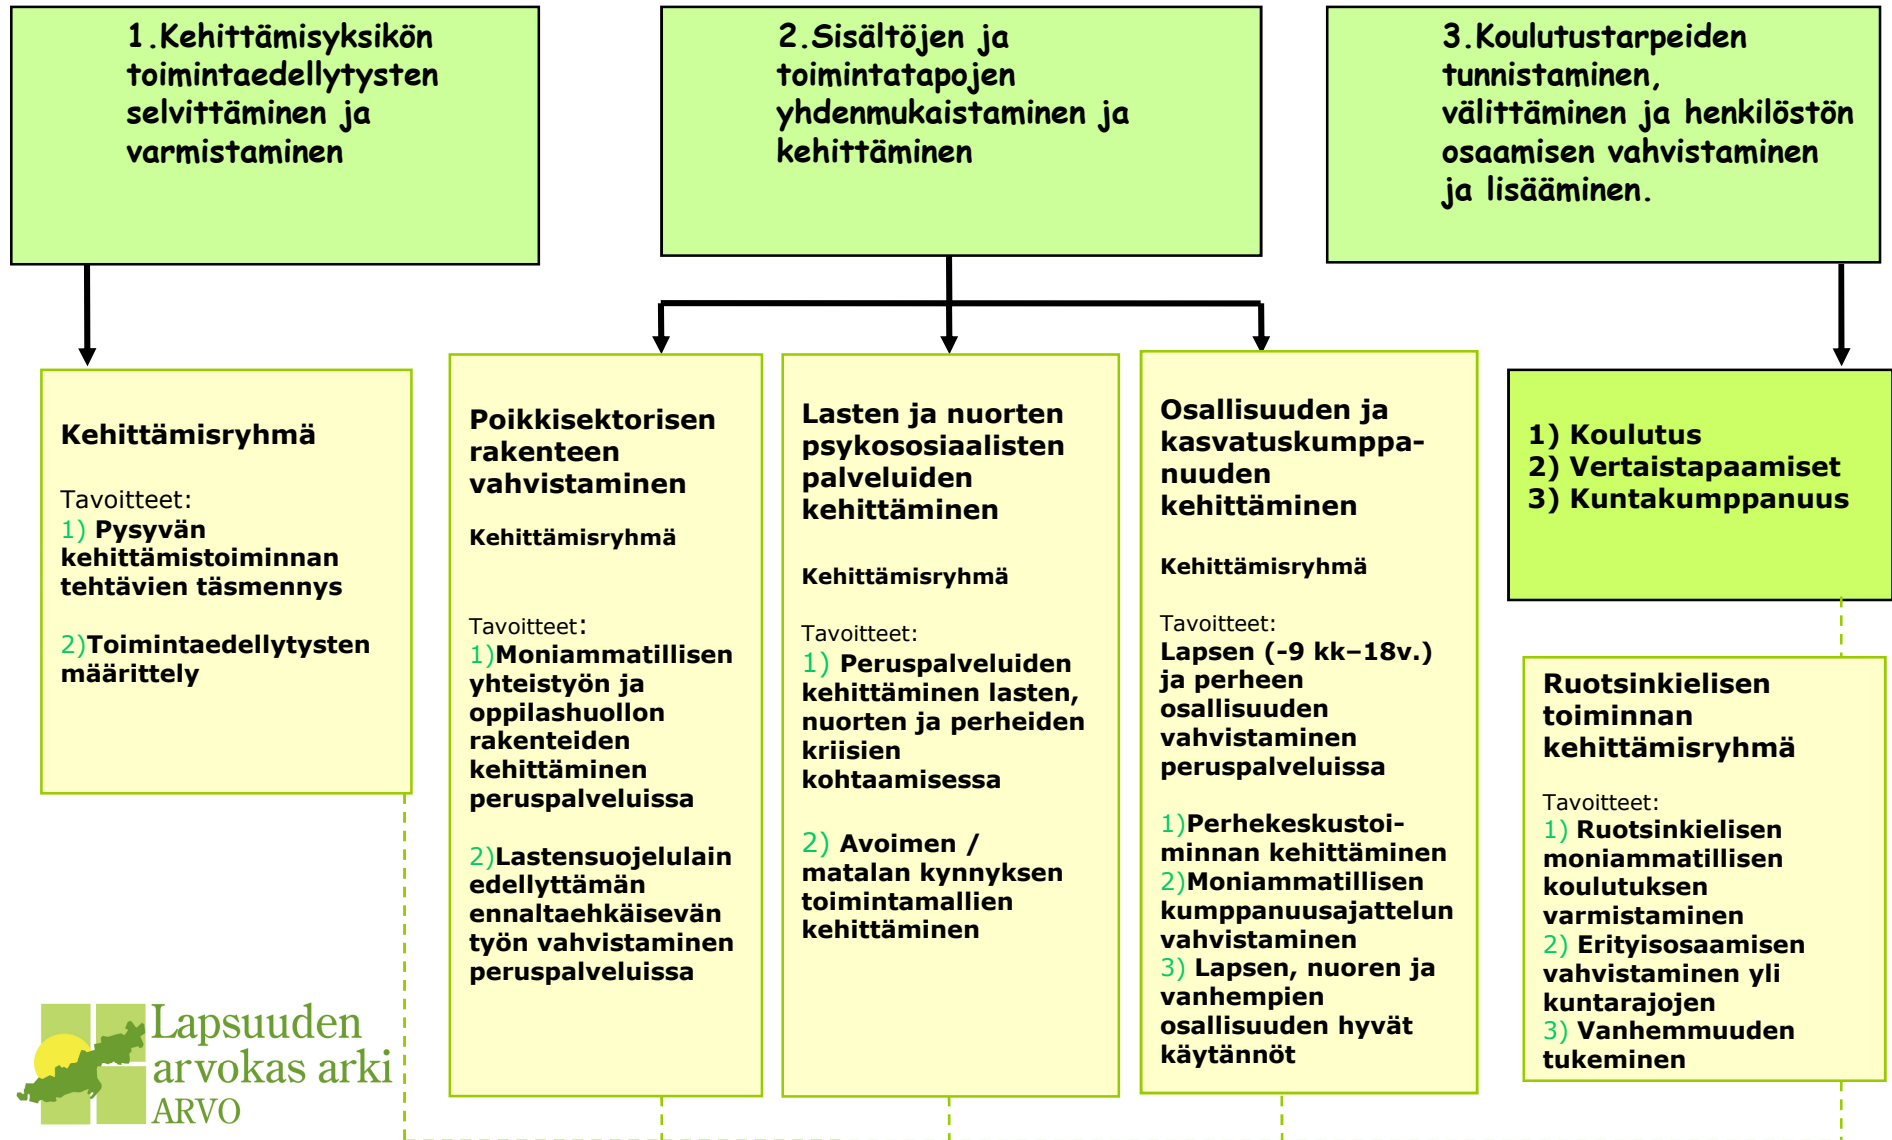 1.Kehittämisyksikön
toimintaedellytysten
selvittäminen ja
varmistaminen
2.Sisältöjen ja
toimintatapojen
yhdenmukaistaminen ja
kehittäminen
3.Koulutustarpeiden
tunnistaminen,
välittäminen ja henkilöstön
osaamisen vahvistaminen
ja lisääminen.
Kehittämisryhmä
Tavoitteet:
1) Pysyvän
kehittämistoiminnan
tehtävien täsmennys
2)Toimintaedellytysten
määrittely
Poikkisektorisen
rakenteen
vahvistaminen
Kehittämisryhmä
Tavoitteet:
1)Moniammatillisen
yhteistyön ja
oppilashuollon
rakenteiden
kehittäminen
peruspalveluissa
2)Lastensuojelulain
edellyttämän
ennaltaehkäisevän
työn vahvistaminen
peruspalveluissa
Lasten ja nuorten
psykososiaalisten
palveluiden
kehittäminen
Kehittämisryhmä
Tavoitteet:
1) Peruspalveluiden
kehittäminen lasten,
nuorten ja perheiden
kriisien
kohtaamisessa
2) Avoimen /
matalan kynnyksen
toimintamallien
kehittäminen
Osallisuuden ja
kasvatuskumppa-
nuuden
kehittäminen
Kehittämisryhmä
Tavoitteet:
Lapsen (-9 kk–18v.)
ja perheen
osallisuuden
vahvistaminen
peruspalveluissa
1)Perhekeskustoi-
minnan kehittäminen
2)Moniammatillisen
kumppanuusajattelun
vahvistaminen
3) Lapsen, nuoren ja
vanhempien
osallisuuden hyvät
käytännöt
1) Koulutus
2) Vertaistapaamiset
3) Kuntakumppanuus
Ruotsinkielisen
toiminnan
kehittämisryhmä
Tavoitteet:
1) Ruotsinkielisen
moniammatillisen
koulutuksen
varmistaminen
2) Erityisosaamisen
vahvistaminen yli
kuntarajojen
3) Vanhemmuuden
tukeminen
Lapsuuden
arvokas arki
ARVO